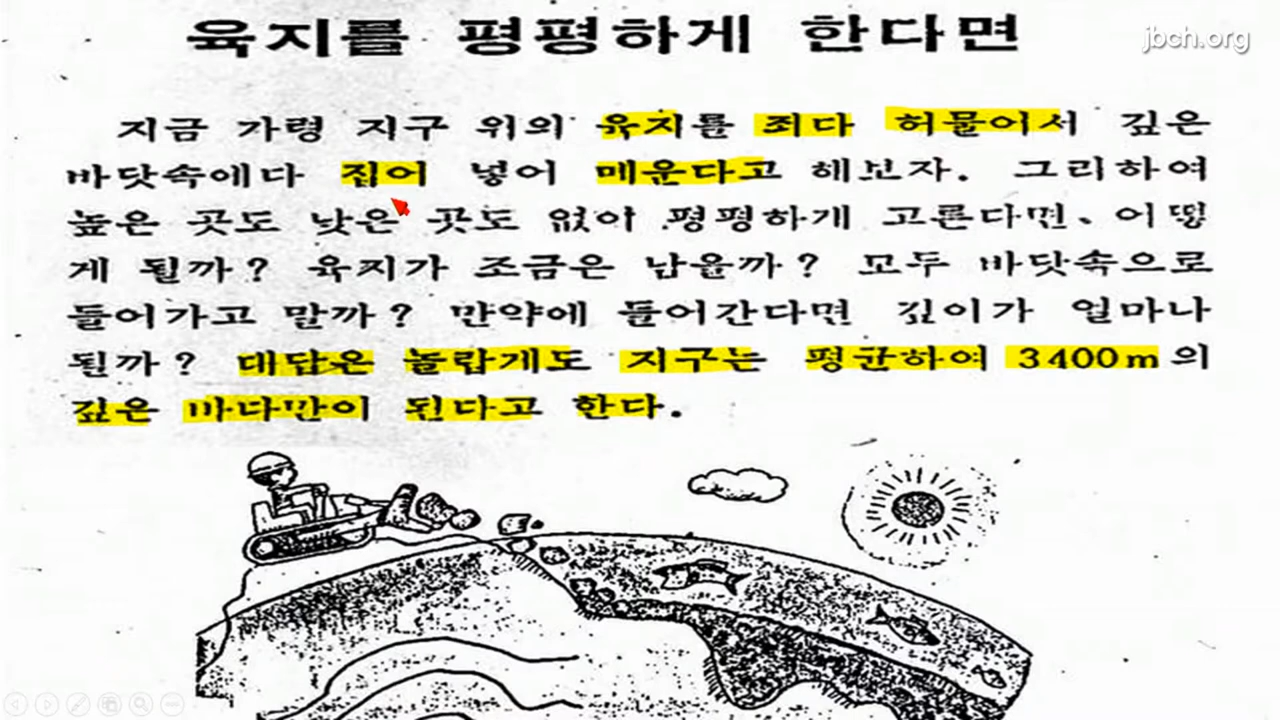 육지를 평평하게 한다면
jbch.org
지금 가령 지구 위의 육지를 죄다 허물어서 깊은
바닷속에다 집어 넣어 메운다고 해보자. 그리하여
높은 곳도 낮은 곳도 없이 평평하게 고른다면, 어떻
게 될까? 육지가 조금은 남을까? 모두 바닷속으로
들어가고 말까? 만약에 들어간다면 깊이가 얼마나
될까? 대답은 놀랍게도 지구는 평균하여 3400m의
깊은 바다만이 된다고 한다.